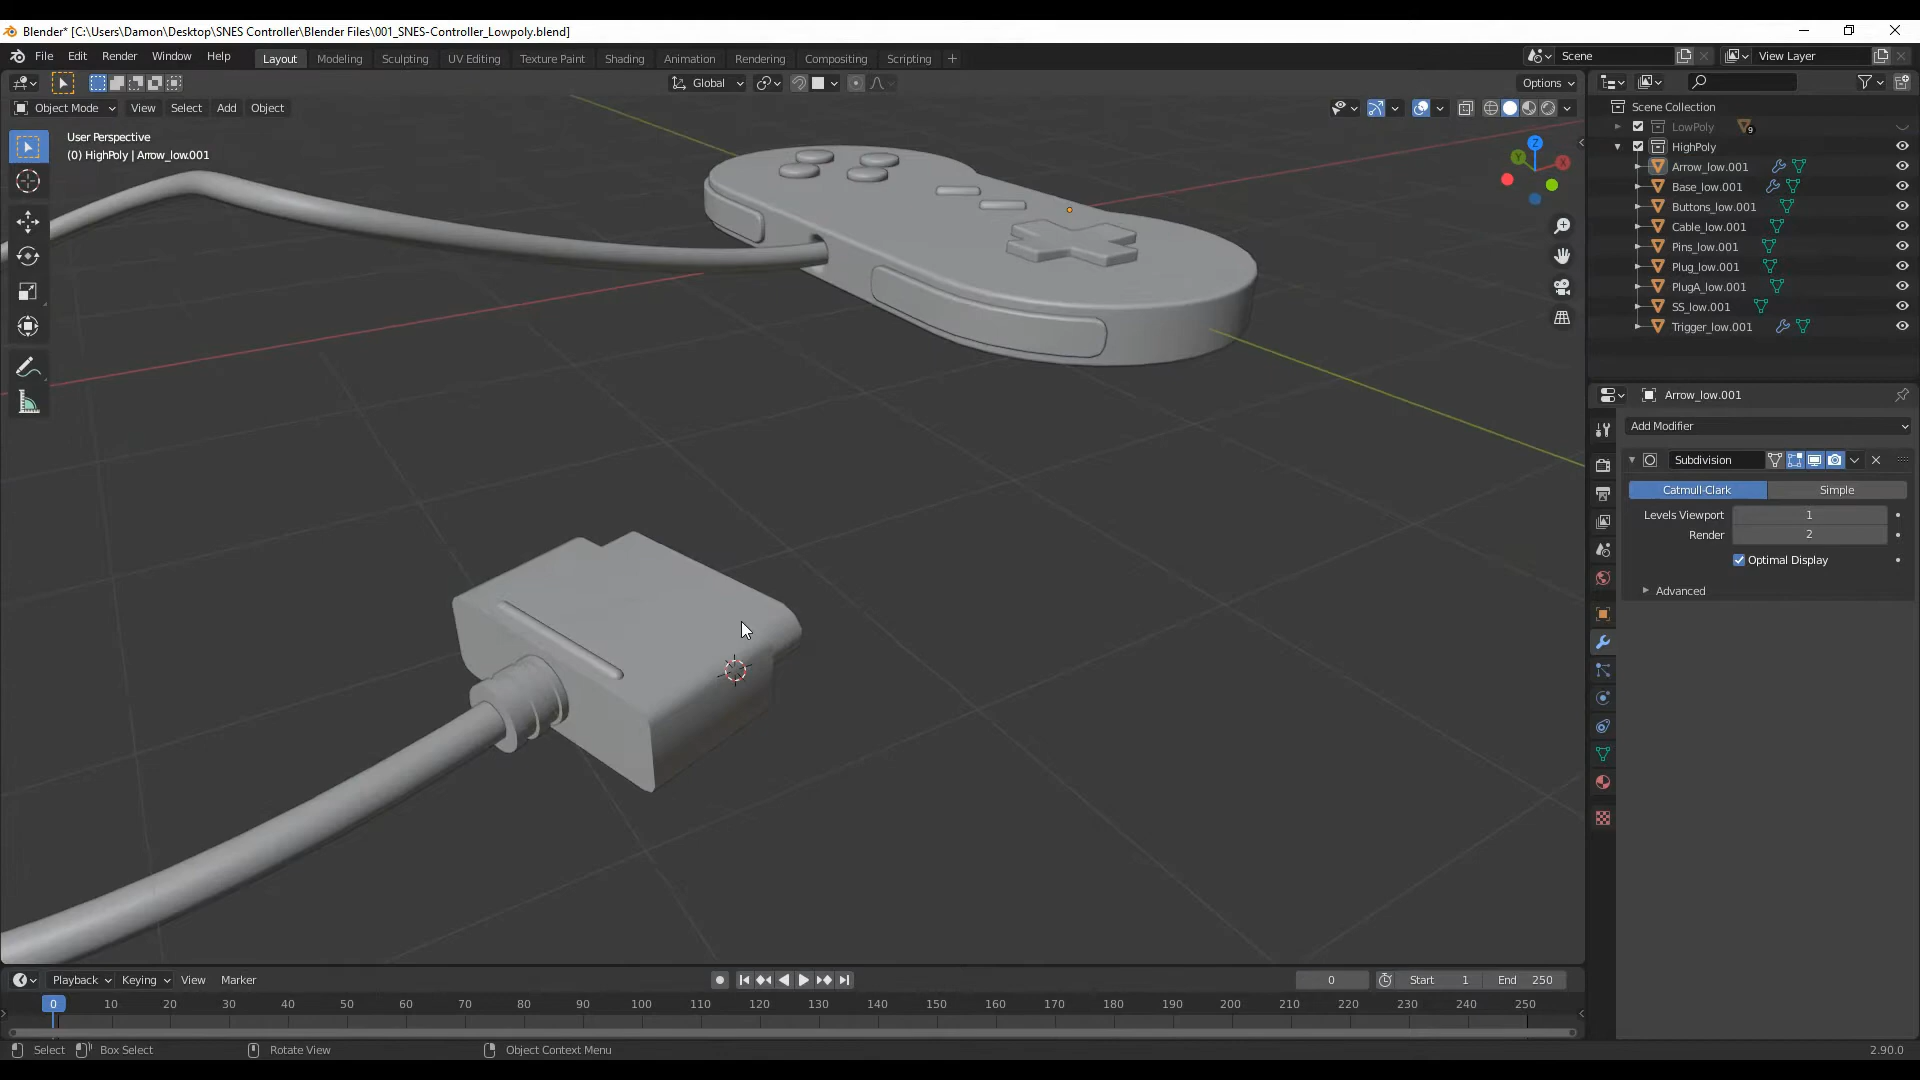 Blender* [C:\Users\Damon\Desktop\SNES Controller\Blender Files\001_SNES-Controller_Lowpoly.blend]
File Edit Render Window Help Layout Modeling Sculpting UV Editing Texture Paint Shading Animation Rendering Compositing Scripting + Scene View Layer
Global Options
Object Mode View Select Add Object
User Perspective
(0) HighPoly | Arrow_low.001
Z
Y
X
Scene Collection
LowPoly 9
HighPoly
Arrow_low.001
Base_low.001
Buttons_low.001
Cable_low.001
Pins_low.001
Plug_low.001
PlugA_low.001
SS_low.001
Trigger_low.001
Arrow_low.001
Add Modifier
Subdivision
Catmull-Clark Simple
Levels Viewport 1
Render 2
Optimal Display
Advanced
Playback Keying View Marker 0 Start 1 End 250
0 10 20 30 40 50 60 70 80 90 100 110 120 130 140 150 160 170 180 190 200 210 220 230 240 250
Select Box Select Rotate View Object Context Menu 2.90.0